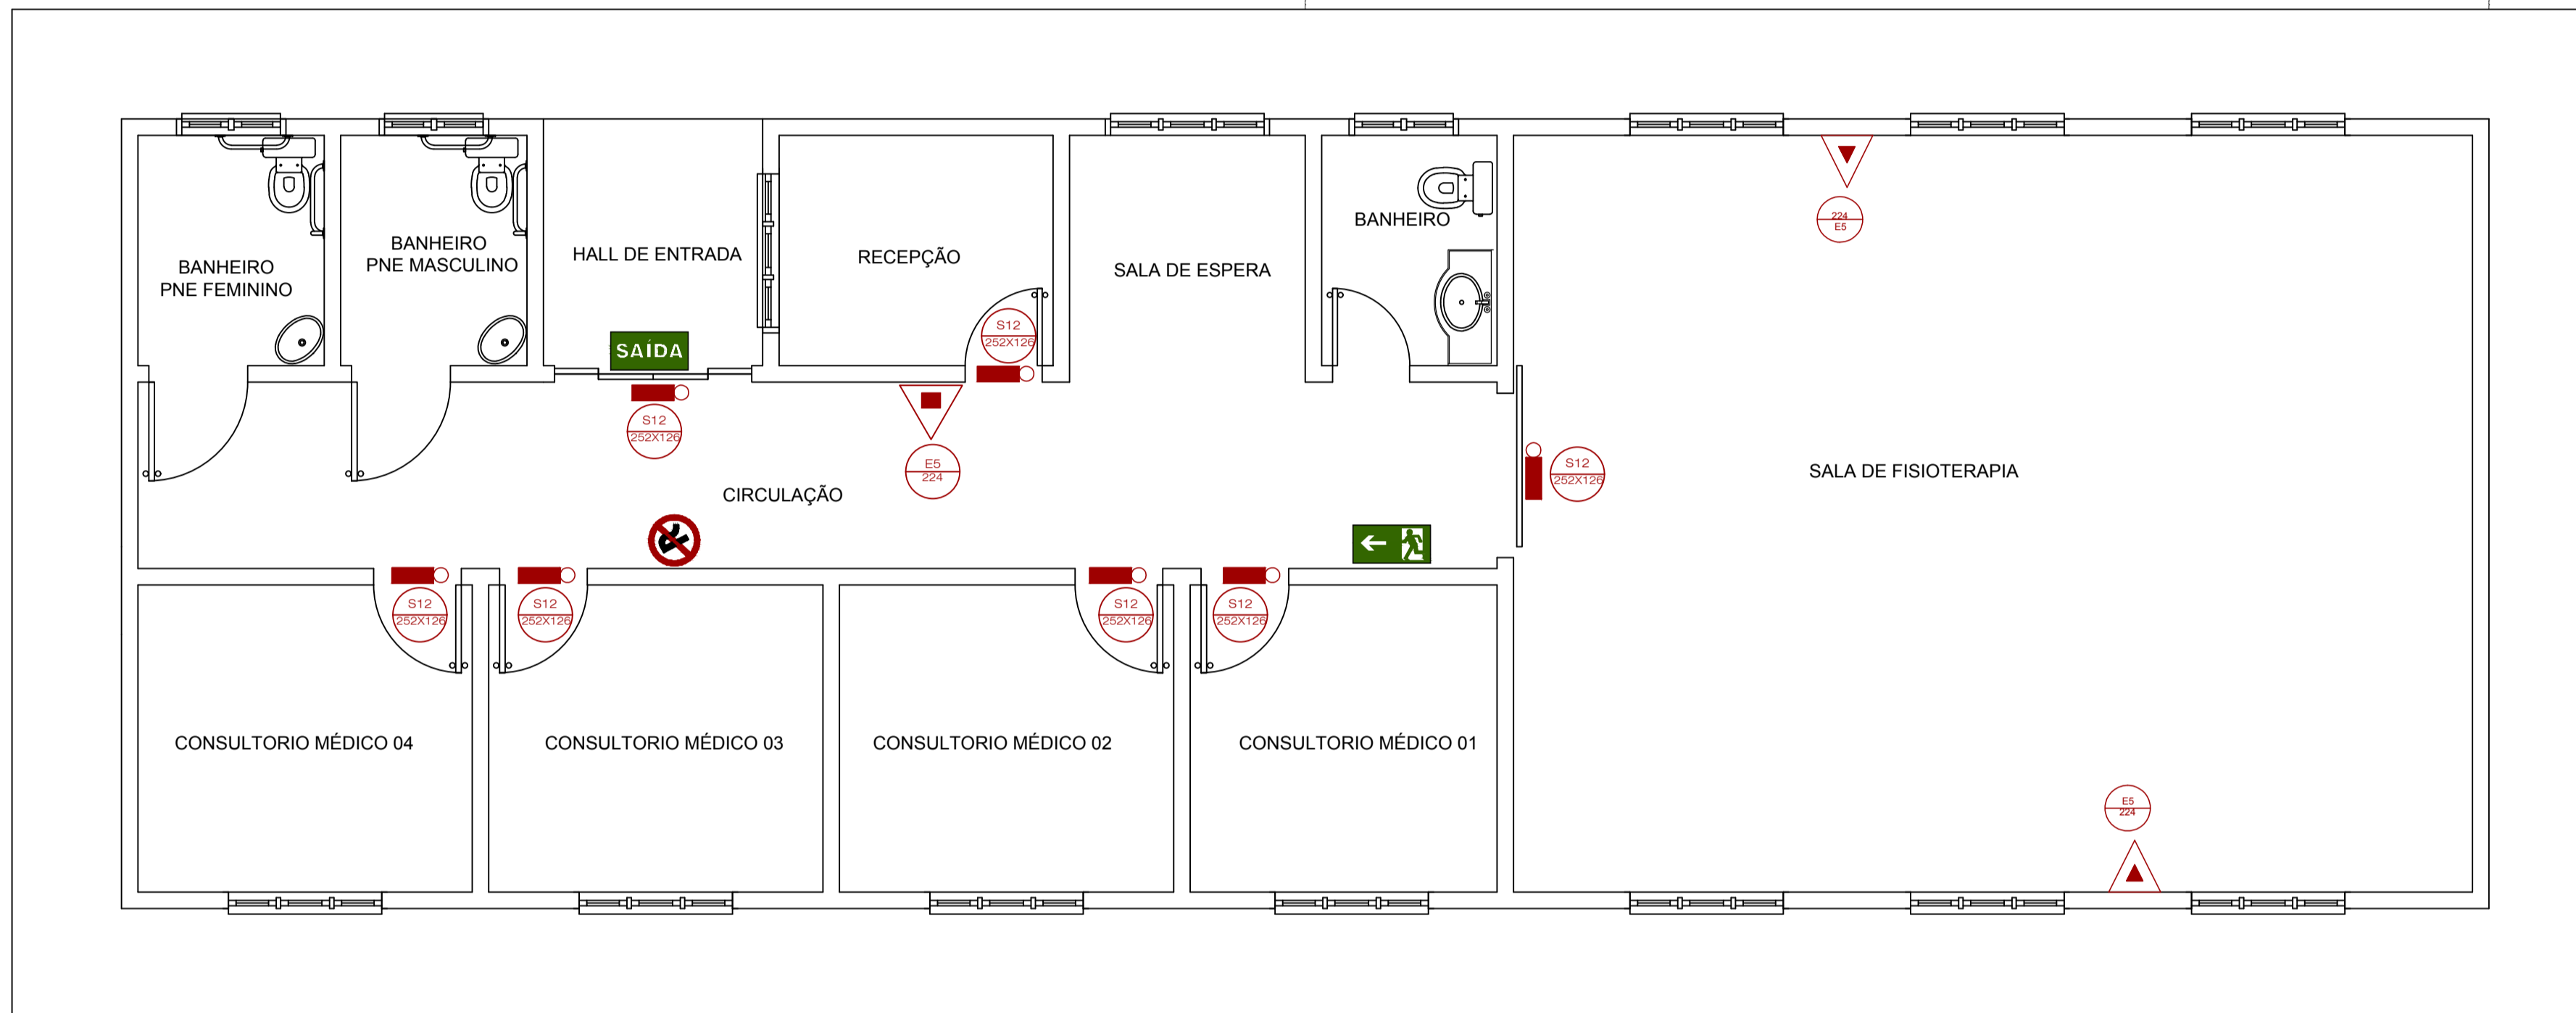 BANHEIRO
PNE FEMININO
BANHEIRO
PNE MASCULINO
HALL DE ENTRADA
SAÍDA
S12
252X126
RECEPÇÃO
S12
252X126
E5
224
SALA DE ESPERA
BANHEIRO
224
E5
CIRCULAÇÃO
S12
252X126
SALA DE FISIOTERAPIA
S12
252X126
S12
252X126
S12
252X126
S12
252X126
CONSULTORIO MÉDICO 04
CONSULTORIO MÉDICO 03
CONSULTORIO MÉDICO 02
CONSULTORIO MÉDICO 01
E5
224